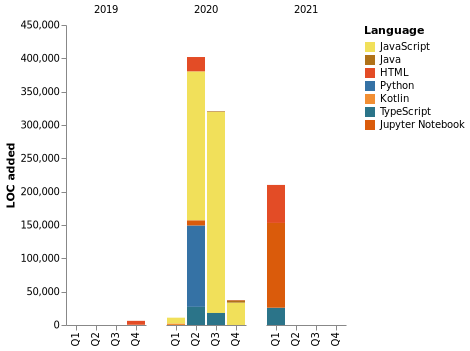 2019 2020 2021
450,000
400,000
350,000
300,000
250,000
200,000
150,000
100,000
50,000
0
LOC added
Q1 Q2 Q3 Q4 Q1 Q2 Q3 Q4 Q1 Q2 Q3 Q4
Language
JavaScript
Java
HTML
Python
Kotlin
TypeScript
Jupyter Notebook